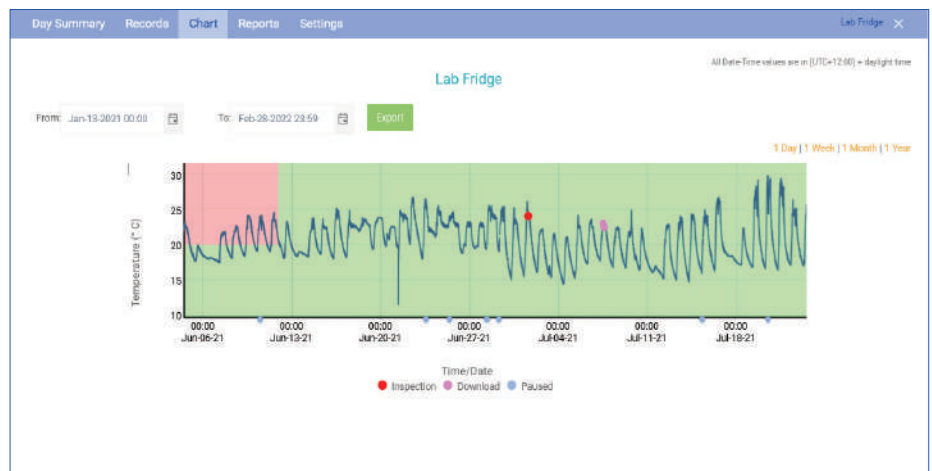 Day Summary Records Chart Reports Settings Lab Fridge
All Date-Time values are in [UTC+12:00] + daylight time
Lab Fridge
From: Jan-13-2021 00:00 To: Feb-28-2022 23:59 Export
1 Day | 1 Week | 1 Month | 1 Year
Temperature (° C)
30
25
20
15
10
00:00 00:00 00:00 00:00 00:00 00:00 00:00
Jun-06-21 Jun-13-21 Jun-20-21 Jun-27-21 Jul-04-21 Jul-11-21 Jul-18-21
Time/Date
Inspection Download Paused